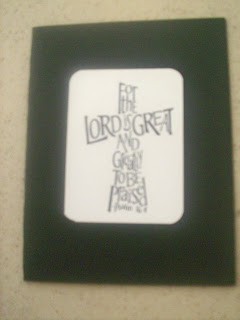 FOR
the
LORD is GREAT
AND
GREATLY
TO BE
PRAISED